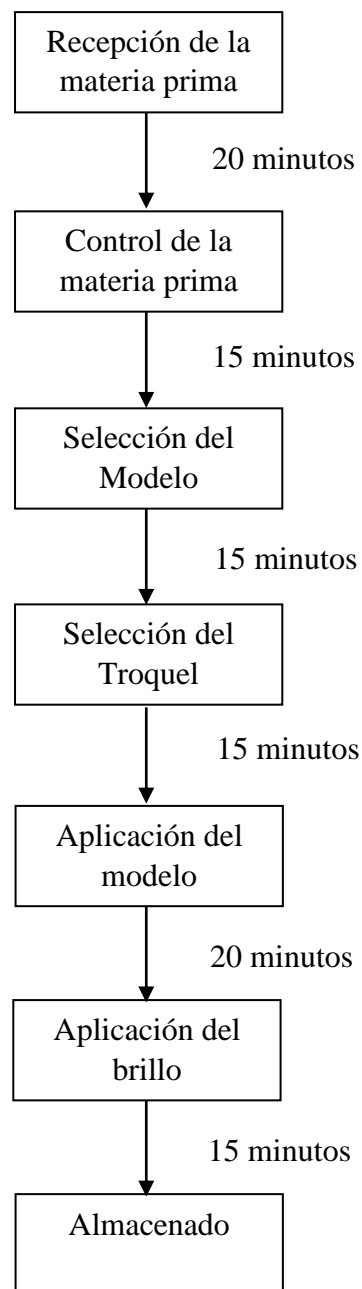 Recepción de la
materia prima
20 minutos
Control de la
materia prima
15 minutos
Selección del
Modelo
15 minutos
Selección del
Troquel
15 minutos
Aplicación del
modelo
20 minutos
Aplicación del
brillo
15 minutos
Almacenado